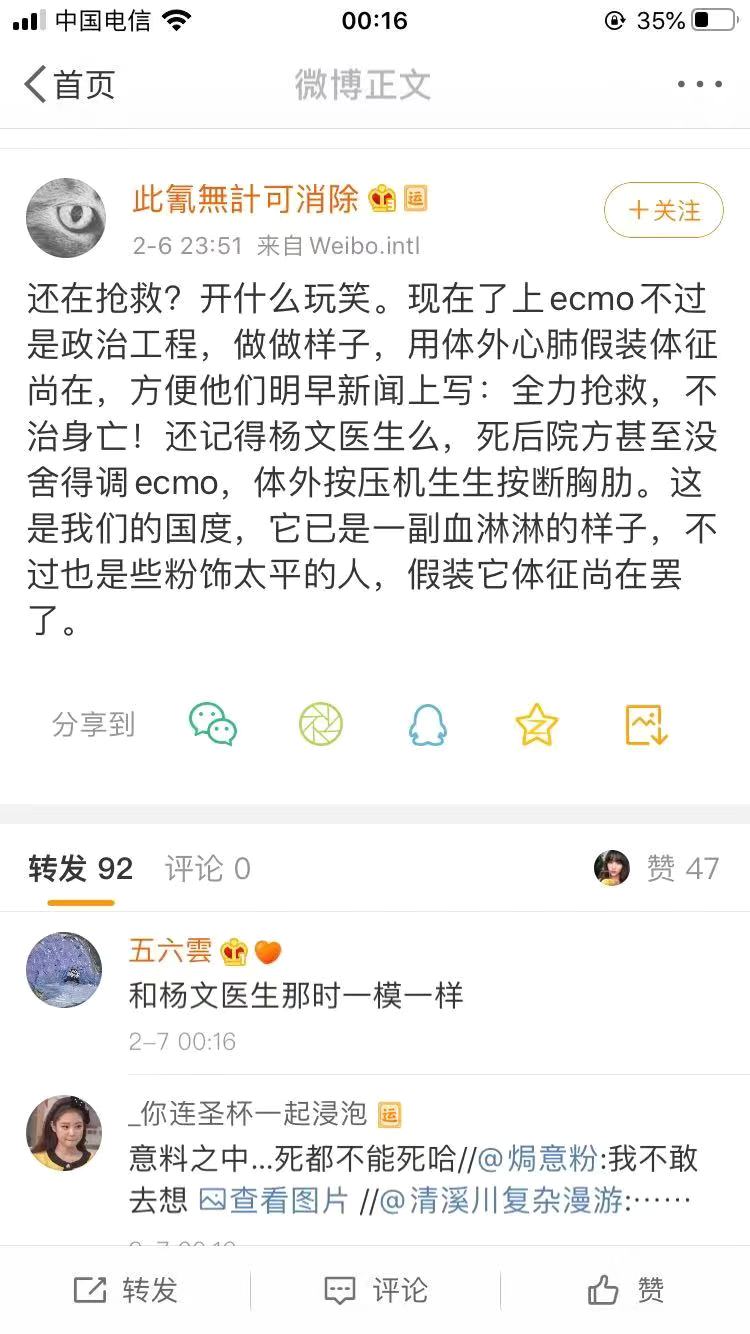 中国电信
00:16
35%
首页
微博正文
此氰無計可消除
运
2-6 23:51 来自Weibo.intl
+关注
还在抢救？开什么玩笑。现在了上ecmo不过
是政治工程，做做样子，用体外心肺假装体征
尚在，方便他们明早新闻上写：全力抢救，不
治身亡！还记得杨文医生么，死后院方甚至没
舍得调ecmo，体外按压机生生按断胸肋。这
是我们的国度，它已是一副血淋淋的样子，不
过也是些粉饰太平的人，假装它体征尚在罢
了。
分享到
转发 92
评论 0
赞 47
五六雲
和杨文医生那时一模一样
2-7 00:16
_你连圣杯一起浸泡
运
意料之中...死都不能死哈//@焗意粉:我不敢
去想 查看图片 //@清溪川复杂漫游:……
转发
评论
赞